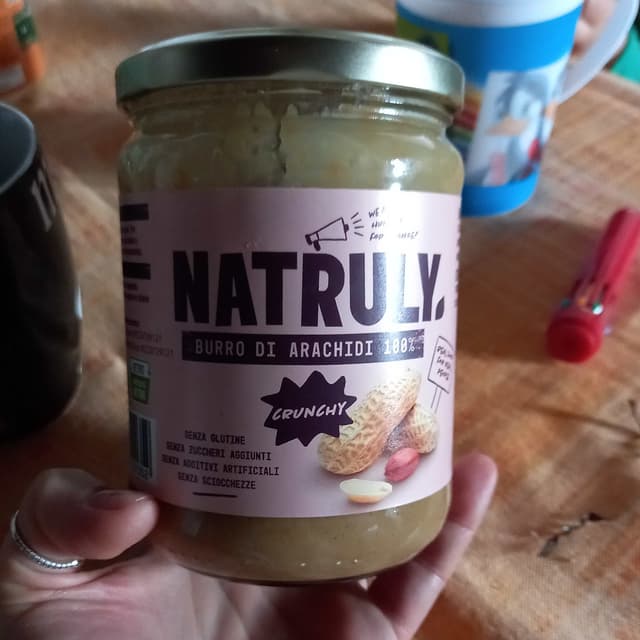 NATRULY.
BURRO DI ARACHIDI 100%
CRUNCHY
SENZA GLUTINE
SENZA ZUCCHERI AGGIUNTI
SENZA ADDITIVI ARTIFICIALI
SENZA SCIOCCHEZZE